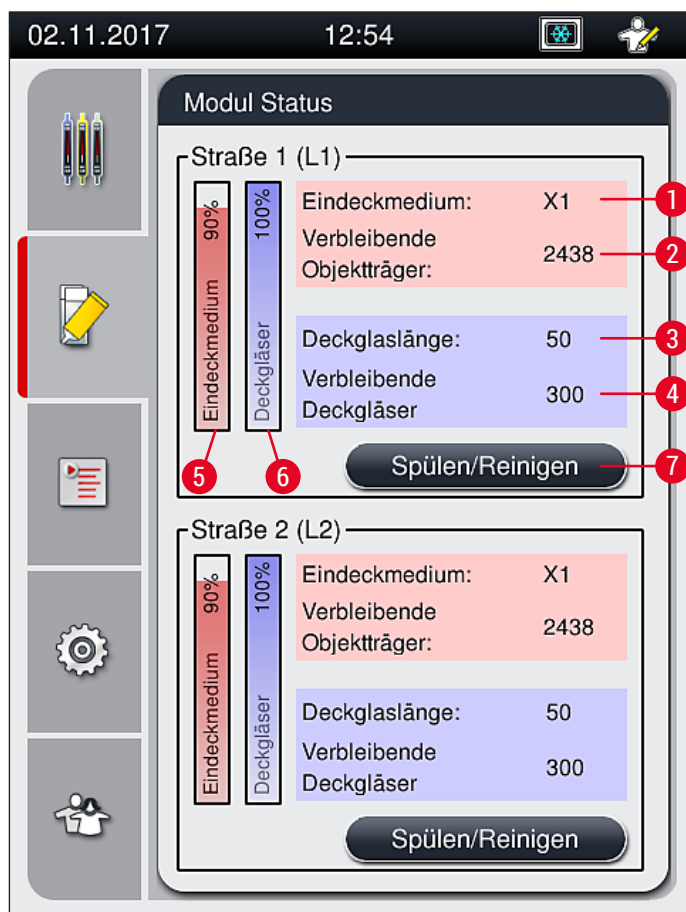 02.11.2017 12:54
Modul Status
Straße 1 (L1)
90%
Eindeckmedium
100%
Deckgläser
Eindeckmedium: X1 1
Verbleibende
Objektträger: 2438 2
Deckglaslänge: 50 3
Verbleibende
Deckgläser 300 4
5 6
Spülen/Reinigen 7
Straße 2 (L2)
90%
Eindeckmedium
100%
Deckgläser
Eindeckmedium: X1
Verbleibende
Objektträger: 2438
Deckglaslänge: 50
Verbleibende
Deckgläser 300
Spülen/Reinigen